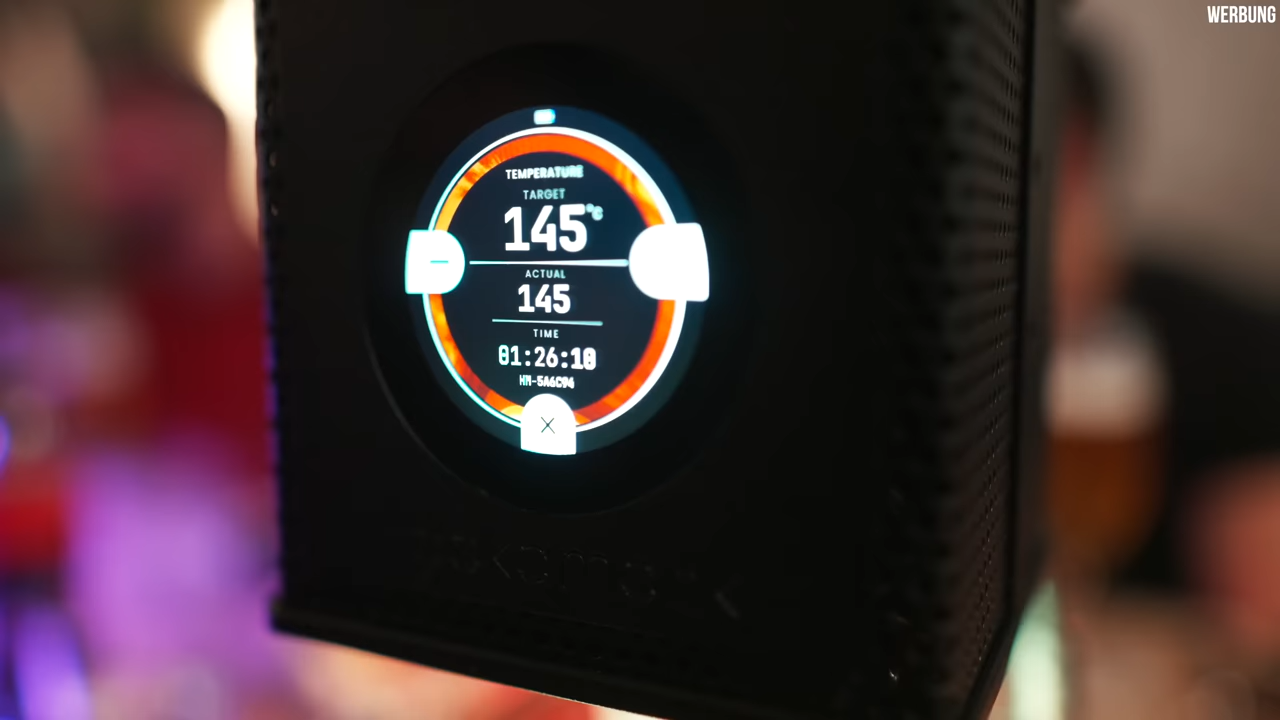 WERBUNG
TEMPERATURE
TARGET
145°C
ACTUAL
145
TIME
01:26:10
HM-5A6C94